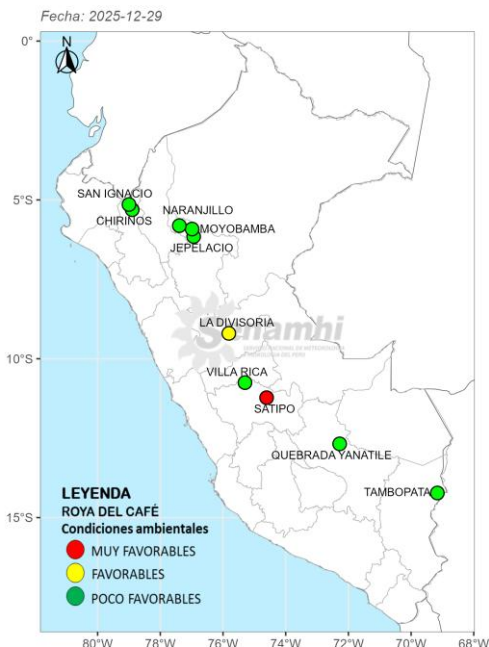 Fecha: 2025-12-29
N
0°
5°S
10°S
15°S
SAN IGNACIO
CHIRINOS
NARANJILLO
MOYOBAMBA
JEPELACIO
LA DIVISORIA
Senamhi
VILLA RICA
SATIPO
QUEBRADA YANATILE
TAMBOPATA
LEYENDA
ROYA DEL CAFÉ
Condiciones ambientales
MUY FAVORABLES
FAVORABLES
POCO FAVORABLES
80°W 78°W 76°W 74°W 72°W 70°W 68°W